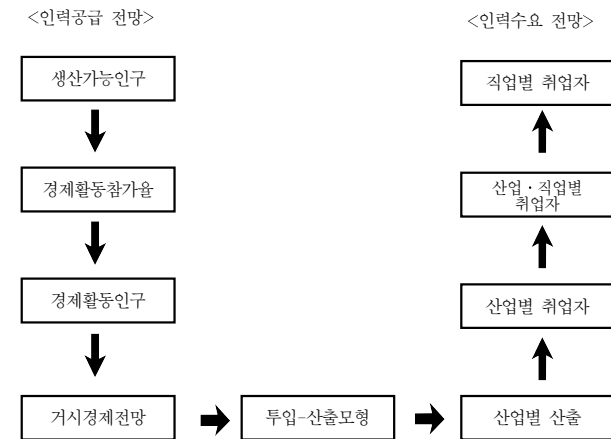 <인력공급 전망>
생산가능인구
경제활동참가율
경제활동인구
거시경제전망
투입-산출모형
<인력수요 전망>
직업별 취업자
산업·직업별
취업자
산업별 취업자
산업별 산출